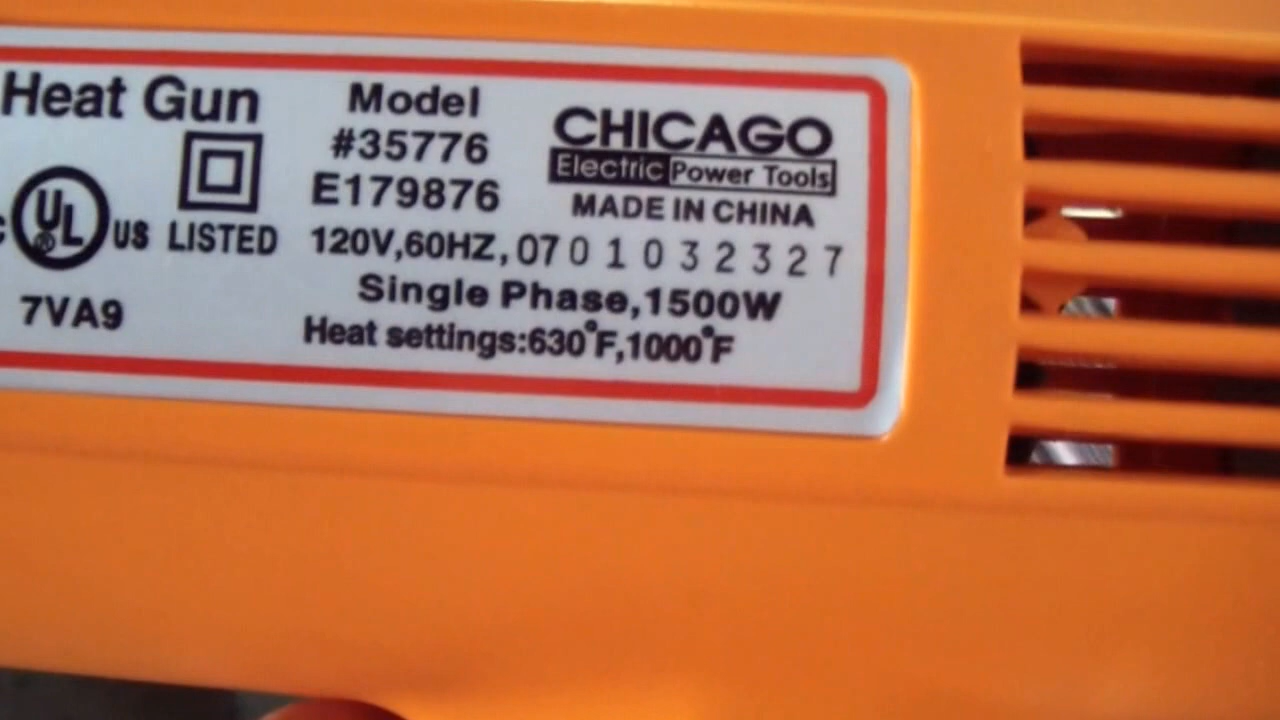 Heat Gun
Model
#35776
E179876
CHICAGO
Electric Power Tools
MADE IN CHINA
c UL ® US LISTED
120V,60HZ, 07 0 1 0 3 2 3 2 7
Single Phase,1500W
7VA9
Heat settings:630°F,1000°F